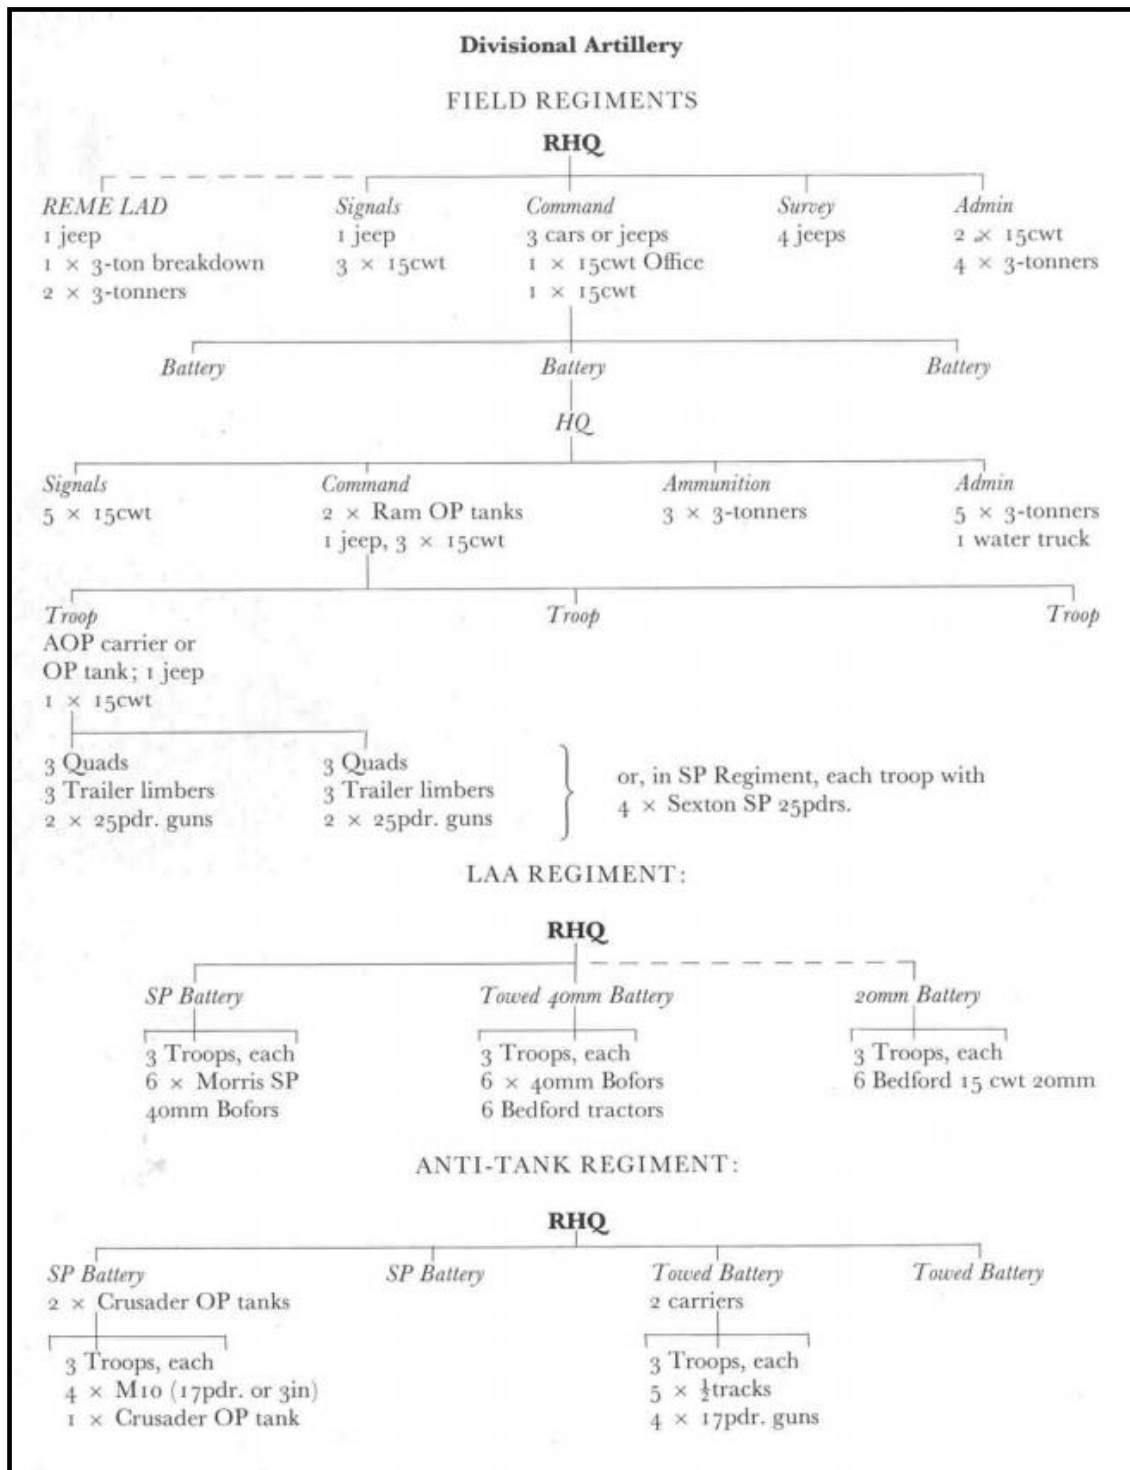 Divisional Artillery
FIELD REGIMENTS
RHQ
REME LAD
1 jeep
1 × 3-ton breakdown
2 × 3-tonners
Signals
1 jeep
3 × 15cwt
Command
3 cars or jeeps
1 × 15cwt Office
1 × 15cwt
Survey
4 jeeps
Admin
2 × 15cwt
4 × 3-tonners
Battery
Battery
Battery
HQ
Signals
5 × 15cwt
Command
2 × Ram OP tanks
1 jeep, 3 × 15cwt
Ammunition
3 × 3-tonners
Admin
5 × 3-tonners
1 water truck
Troop
AOP carrier or
OP tank; 1 jeep
1 × 15cwt
Troop
Troop
3 Quads
3 Trailer limbers
2 × 25pdr. guns
3 Quads
3 Trailer limbers
2 × 25pdr. guns
or, in SP Regiment, each troop with
4 × Sexton SP 25pdrs.
LAA REGIMENT:
RHQ
SP Battery
3 Troops, each
6 × Morris SP
40mm Bofors
Towed 40mm Battery
3 Troops, each
6 × 40mm Bofors
6 Bedford tractors
20mm Battery
3 Troops, each
6 Bedford 15 cwt 20mm
ANTI-TANK REGIMENT:
RHQ
SP Battery
2 × Crusader OP tanks
3 Troops, each
4 × M10 (17pdr. or 3in)
1 × Crusader OP tank
SP Battery
Towed Battery
2 carriers
3 Troops, each
5 × ½tracks
4 × 17pdr. guns
Towed Battery